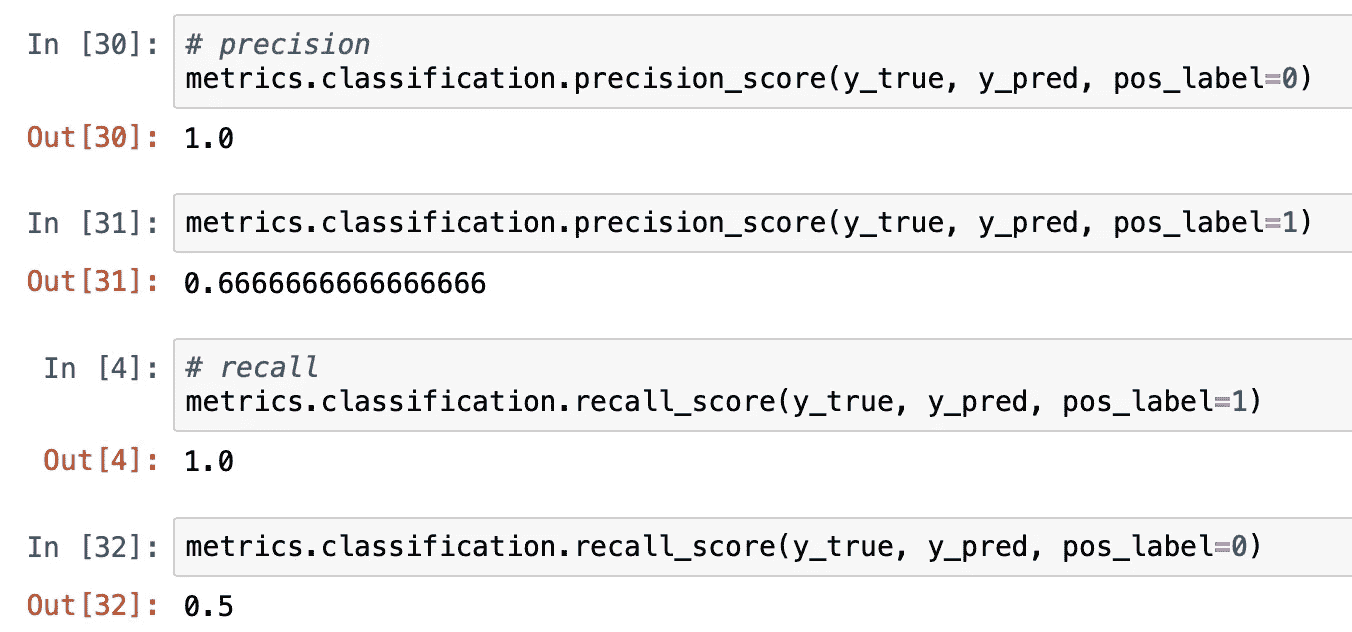 In [30]: # precision
metrics.classification.precision_score(y_true, y_pred, pos_label=0)
Out[30]: 1.0
In [31]: metrics.classification.precision_score(y_true, y_pred, pos_label=1)
Out[31]: 0.6666666666666666
In [4]: # recall
metrics.classification.recall_score(y_true, y_pred, pos_label=1)
Out[4]: 1.0
In [32]: metrics.classification.recall_score(y_true, y_pred, pos_label=0)
Out[32]: 0.5